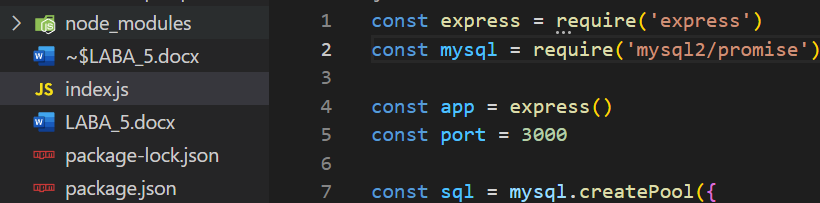 node_modules
~$LABA_5.docx
JS index.js
LABA_5.docx
package-lock.json
package.json
1 const express = require('express')
2 const mysql = require('mysql2/promise')
3
4 const app = express()
5 const port = 3000
6
7 const sql = mysql.createPool({